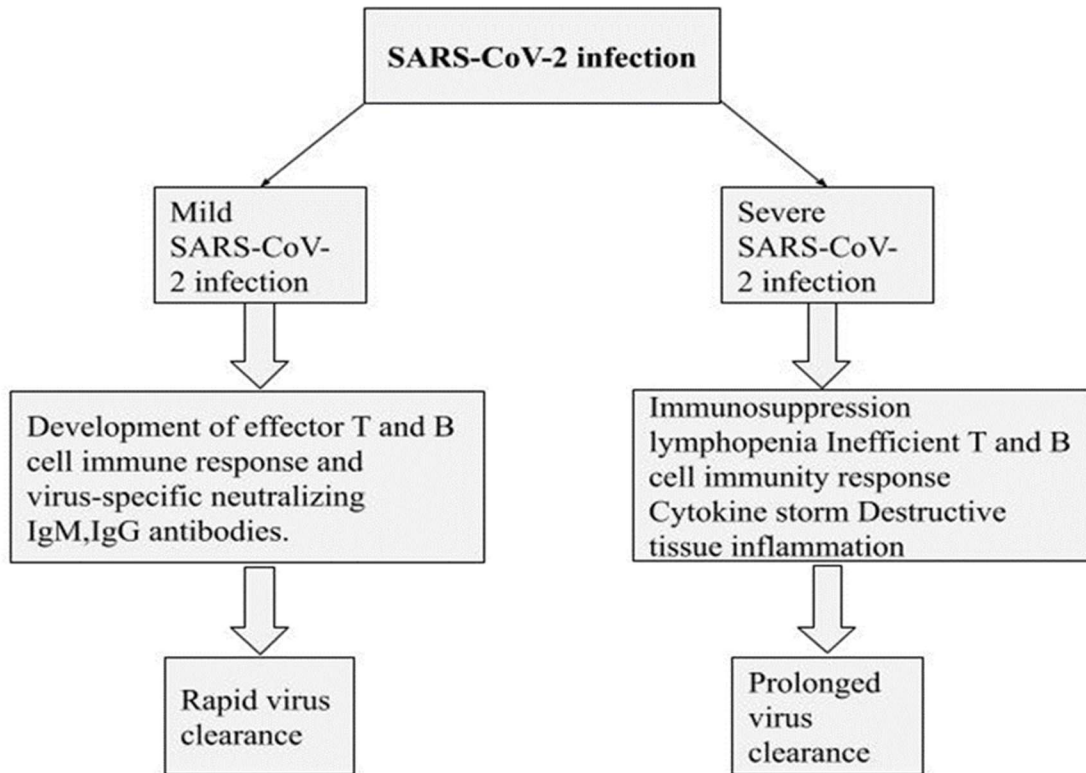 SARS-CoV-2 infection
Mild
SARS-CoV-
2 infection
Severe
SARS-CoV-
2 infection
Development of effector T and B
cell immune response and
virus-specific neutralizing
IgM,IgG antibodies.
Immunosuppression
lymphopenia Inefficient T and B
cell immunity response
Cytokine storm Destructive
tissue inflammation
Rapid virus
clearance
Prolonged
virus
clearance